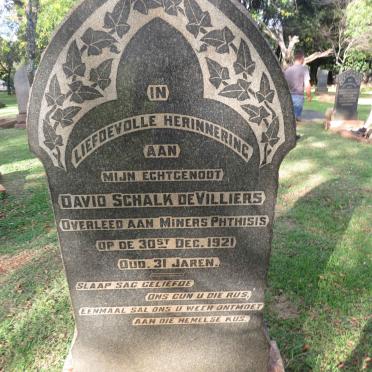 IN
LIEFDEVOLLE HERINNERING
AAN
MIJN ECHTGENOOT
DAVID SCHALK DEVILLIERS
OVERLEED AAN MINERS PHTHISIS
OP DE 30ST DEC. 1921
OUD. 31 JAREN.
SLAAP SAG GELIEFDE
ONS GUN U DIE RUS,
EENMAAL SAL ONS U WEER ONTMOET
AAN DIE HEMELSE KUS.